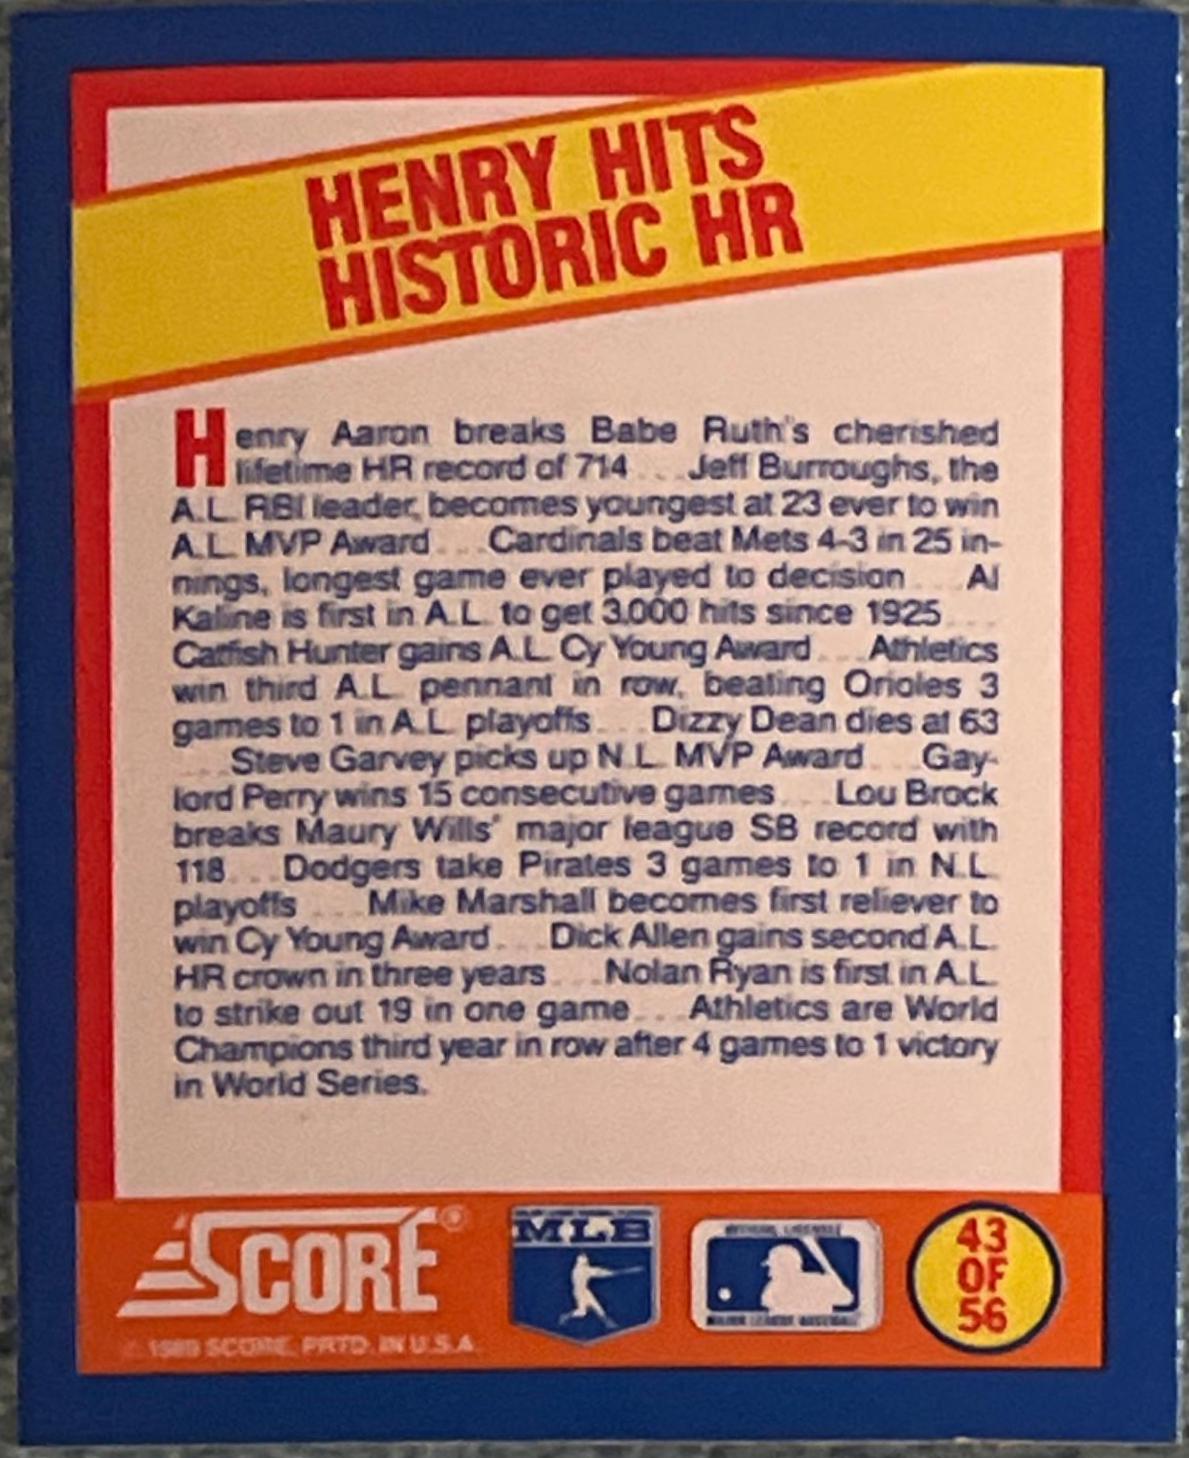 HENRY HITS
HISTORIC HR
Henry Aaron breaks Babe Ruth's cherished
lifetime HR record of 714 . . . Jeff Burroughs, the
A.L. RBI leader, becomes youngest at 23 ever to win
A.L. MVP Award . . . Cardinals beat Mets 4-3 in 25 in-
nings, longest game ever played to decision . . . Al
Kaline is first in A.L. to get 3,000 hits since 1925 . . .
Catfish Hunter gains A.L. Cy Young Award . . . Athletics
win third A.L. pennant in row, beating Orioles 3
games to 1 in A.L. playoffs . . . Dizzy Dean dies at 63
. . . Steve Garvey picks up N.L. MVP Award . . . Gay-
lord Perry wins 15 consecutive games . . . Lou Brock
breaks Maury Wills' major league SB record with
118 . . . Dodgers take Pirates 3 games to 1 in N.L.
playoffs . . . Mike Marshall becomes first reliever to
win Cy Young Award . . . Dick Allen gains second A.L.
HR crown in three years . . . Nolan Ryan is first in A.L.
to strike out 19 in one game . . . Athletics are World
Champions third year in row after 4 games to 1 victory
in World Series.
SCORE®
SCORE, PRTD. IN U.S.A.
MLB
OFFICIAL LICENSEE
MAJOR LEAGUE BASEBALL
43
OF
56